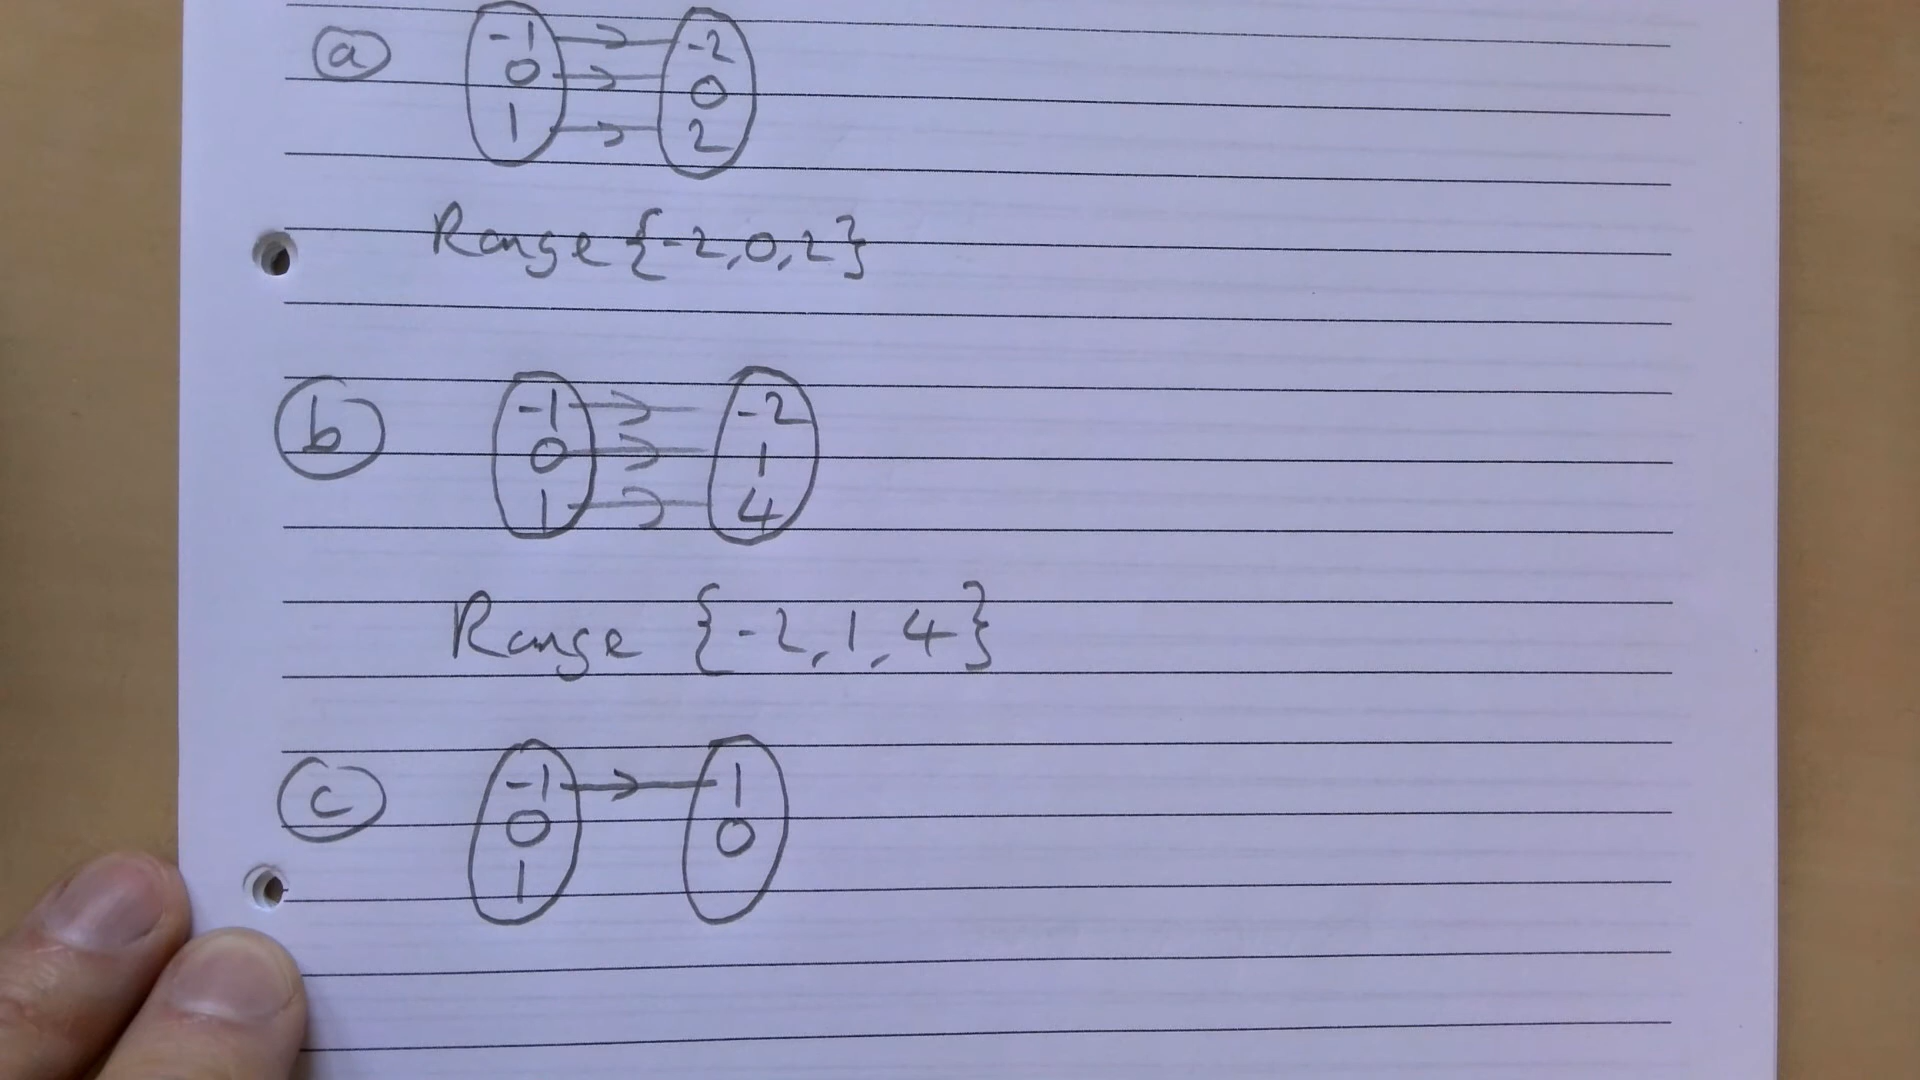 a -1 -2
0 0
1 2
Range {-2,0,2}
b -1 -2
0 1
1 4
Range {-2,1,4}
c -1 1
0 0
1